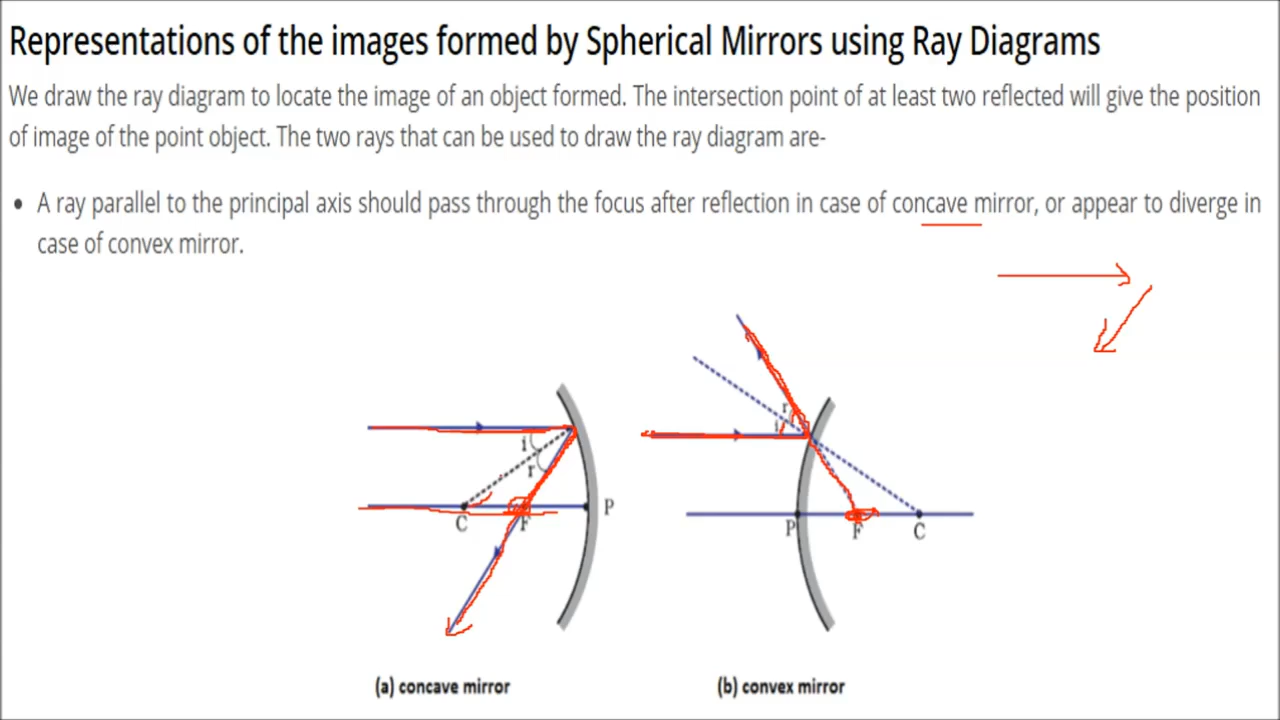 Representations of the images formed by Spherical Mirrors using Ray Diagrams
We draw the ray diagram to locate the image of an object formed. The intersection point of at least two reflected will give the position
of image of the point object. The two rays that can be used to draw the ray diagram are-
• A ray parallel to the principal axis should pass through the focus after reflection in case of concave mirror, or appear to diverge in
case of convex mirror.
r
i
i
r
P
C
F
P
F
C
(a) concave mirror
(b) convex mirror